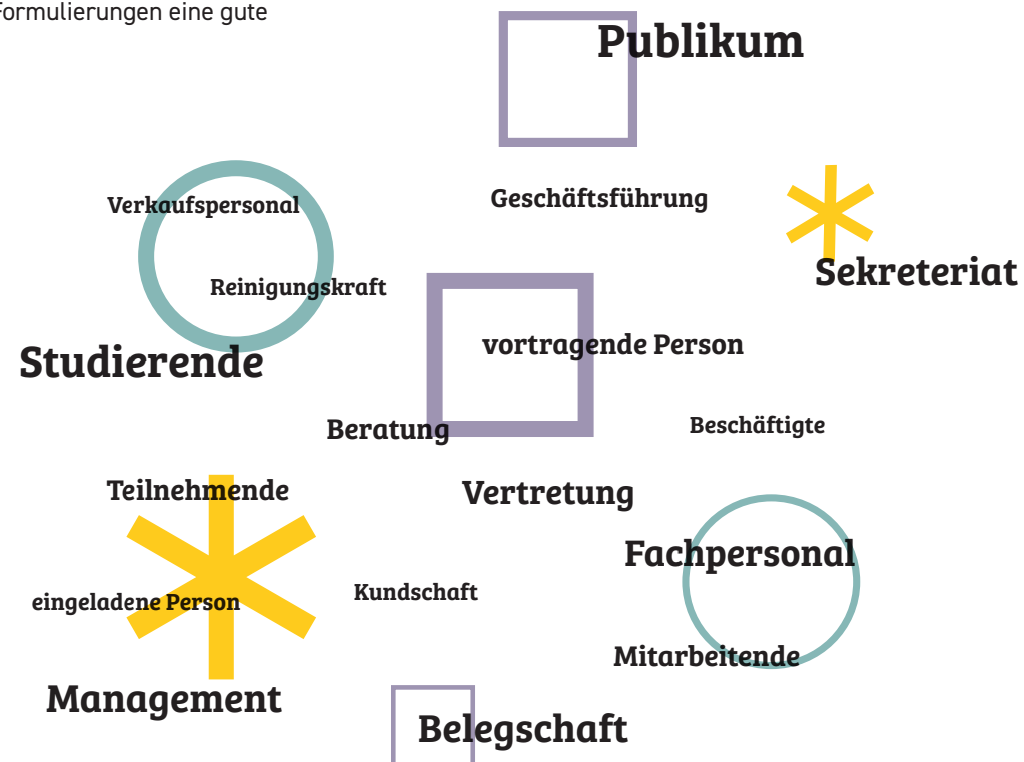 Formulierungen eine gute
Publikum
Verkaufspersonal
Geschäftsführung
Sekreteriat
Reinigungskraft
vortragende Person
Studierende
Beratung
Beschäftigte
Teilnehmende
Vertretung
Fachpersonal
eingeladene Person
Kundschaft
Mitarbeitende
Management
Belegschaft